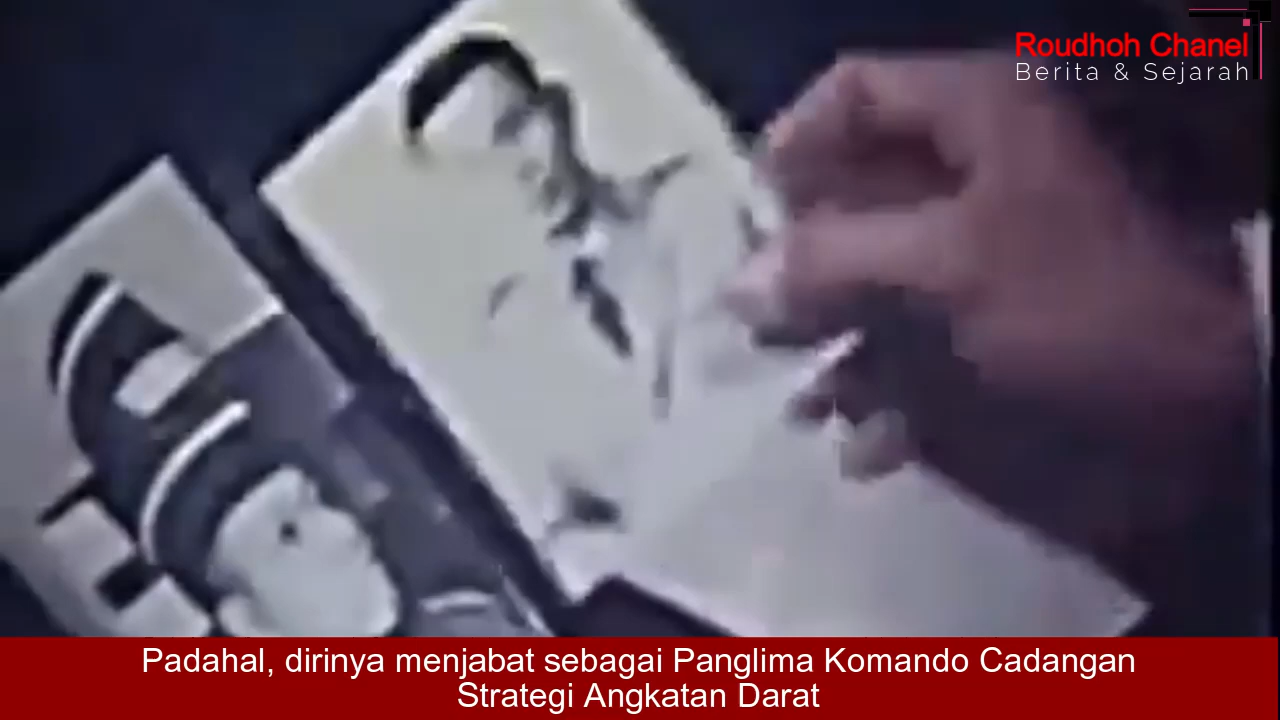 Roudhoh Chanel
Berita & Sejarah
Padahal, dirinya menjabat sebagai Panglima Komando Cadangan
Strategi Angkatan Darat